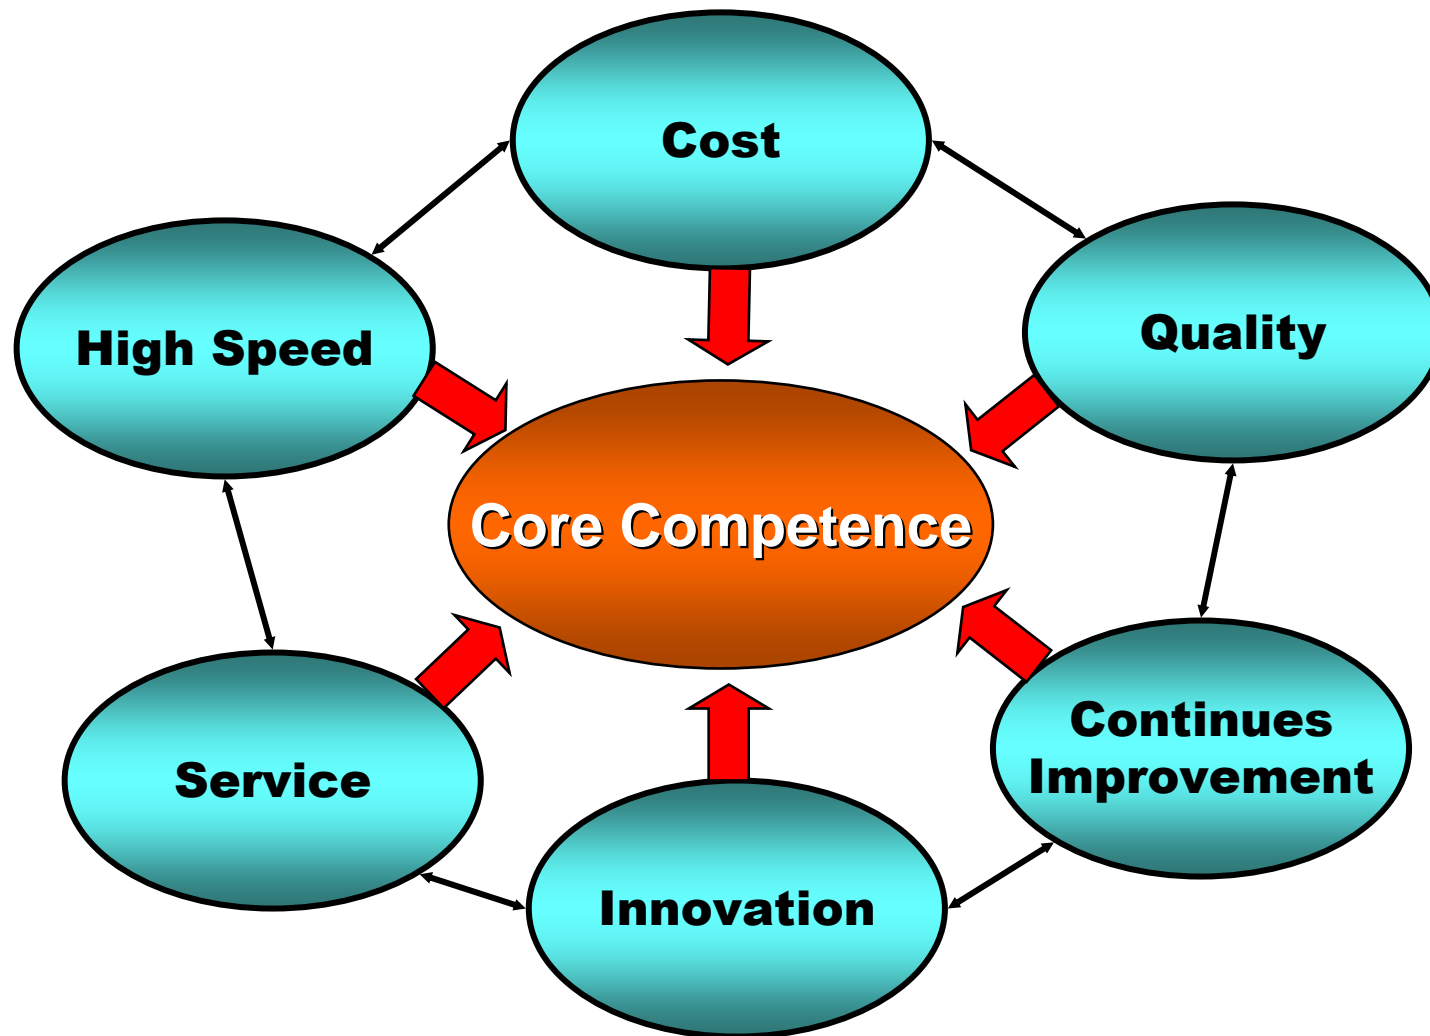 Cost
High Speed
Quality
Core Competence
Continues
Improvement
Service
Innovation